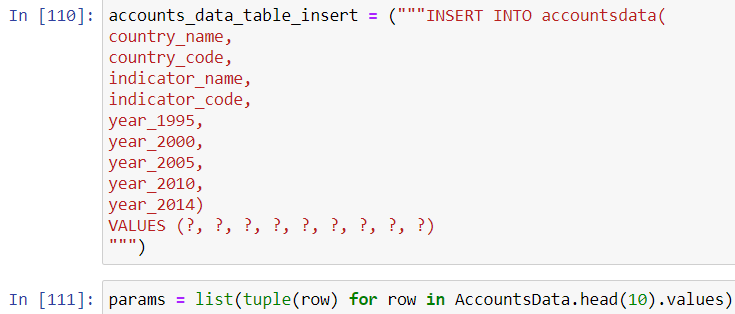 In [110]: accounts_data_table_insert = ("""INSERT INTO accountsdata(
country_name,
country_code,
indicator_name,
indicator_code,
year_1995,
year_2000,
year_2005,
year_2010,
year_2014)
VALUES (?, ?, ?, ?, ?, ?, ?, ?, ?)
""")
In [111]: params = list(tuple(row) for row in AccountsData.head(10).values)